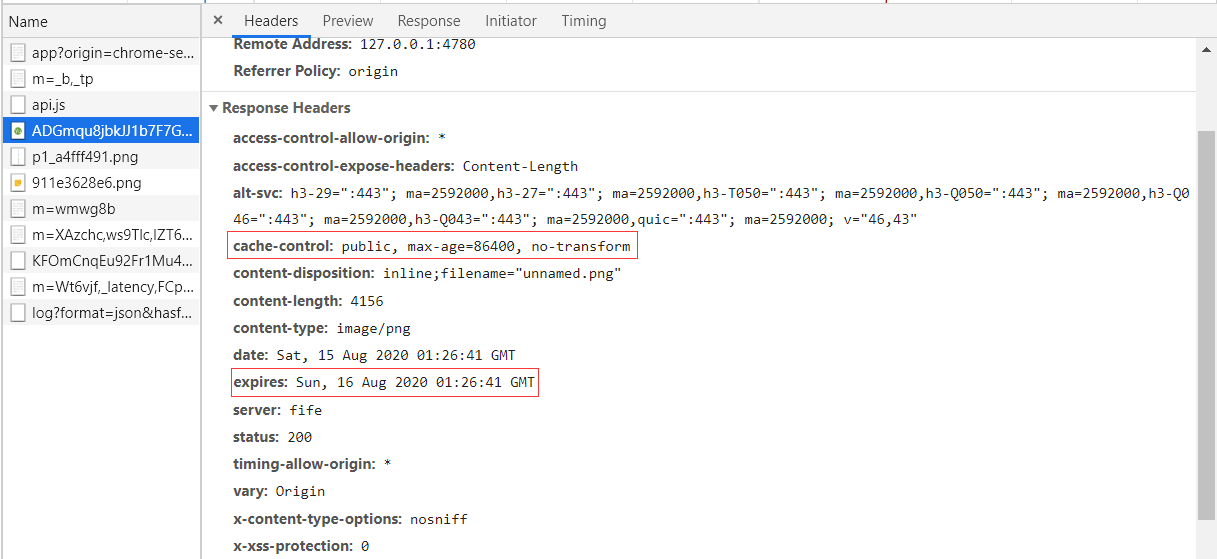 Name
app?origin=chrome-se...
m=_b,_tp
api.js
ADGmqu8jbkJJ1b7F7G...
p1_a4fff491.png
911e3628e6.png
m=wmwg8b
m=XAzchc,ws9Tlc,IZT6...
KFOmCnqEu92Fr1Mu4...
m=Wt6vjf,_latency,FCp...
log?format=json&hasf...
× Headers Preview Response Initiator Timing
Remote Address: 127.0.0.1:4780
Referrer Policy: origin
Response Headers
access-control-allow-origin: *
access-control-expose-headers: Content-Length
alt-svc: h3-29=":443"; ma=2592000,h3-27=":443"; ma=2592000,h3-T050=":443"; ma=2592000,h3-Q050=":443"; ma=2592000,h3-Q0
46=":443"; ma=2592000,h3-Q043=":443"; ma=2592000,quic=":443"; ma=2592000; v="46,43"
cache-control: public, max-age=86400, no-transform
content-disposition: inline;filename="unnamed.png"
content-length: 4156
content-type: image/png
date: Sat, 15 Aug 2020 01:26:41 GMT
expires: Sun, 16 Aug 2020 01:26:41 GMT
server: fife
status: 200
timing-allow-origin: *
vary: Origin
x-content-type-options: nosniff
x-xss-protection: 0